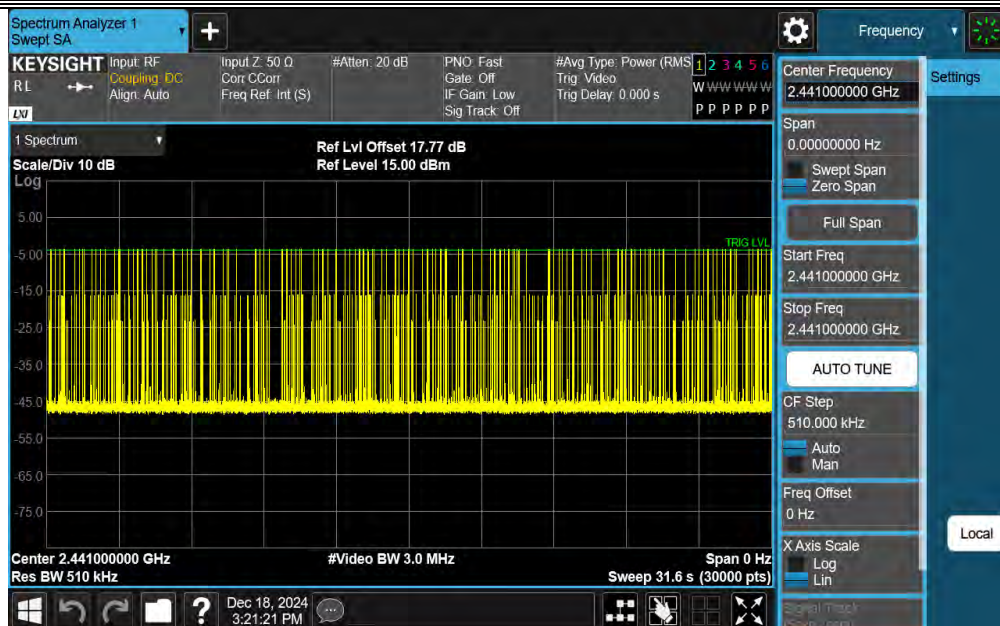 Spectrum Analyzer 1
Swept SA
Frequency
KEYSIGHT
R L
LXI
Input: RF
Coupling: DC
Align: Auto
Input Z: 50 Ω
Corr CCorr
Freq Ref: Int (S)
#Atten: 20 dB
PNO: Fast
Gate: Off
IF Gain: Low
Sig Track: Off
#Avg Type: Power (RMS
Trig: Video
Trig Delay: 0.000 s
1 2 3 4 5 6
W W W W W W
P P P P P P
Center Frequency
2.441000000 GHz
Settings
Span
0.00000000 Hz
Swept Span
Zero Span
Full Span
Start Freq
2.441000000 GHz
Stop Freq
2.441000000 GHz
AUTO TUNE
CF Step
510.000 kHz
Auto
Man
Freq Offset
0 Hz
X Axis Scale
Log
Lin
Signal Track
(Span Zoom)
Local
1 Spectrum
Scale/Div 10 dB
Ref Lvl Offset 17.77 dB
Ref Level 15.00 dBm
Log
TRIG LVL
5.00
-5.00
-15.0
-25.0
-35.0
-45.0
-55.0
-65.0
-75.0
Center 2.441000000 GHz
#Video BW 3.0 MHz
Span 0 Hz
Res BW 510 kHz
Sweep 31.6 s (30000 pts)
Dec 18, 2024
3:21:21 PM